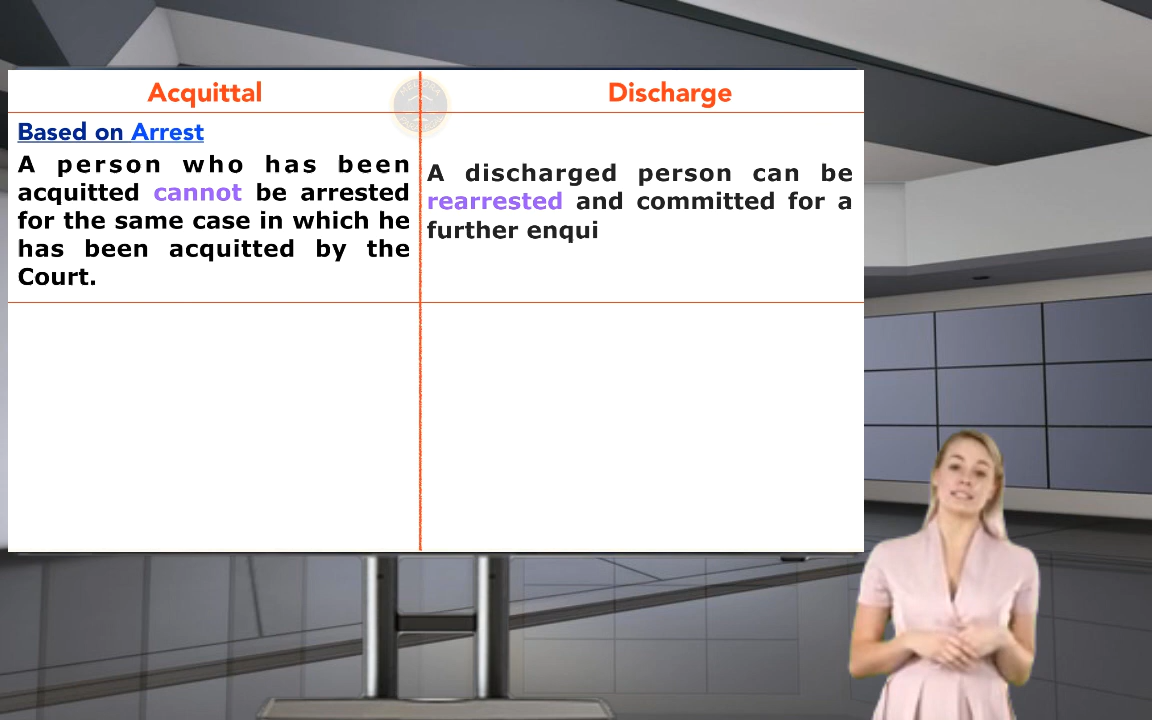 Acquittal
Discharge
Based on Arrest
A person who has been
acquitted cannot be arrested
for the same case in which he
has been acquitted by the
Court.
A discharged person can be
rearrested and committed for a
further enqui